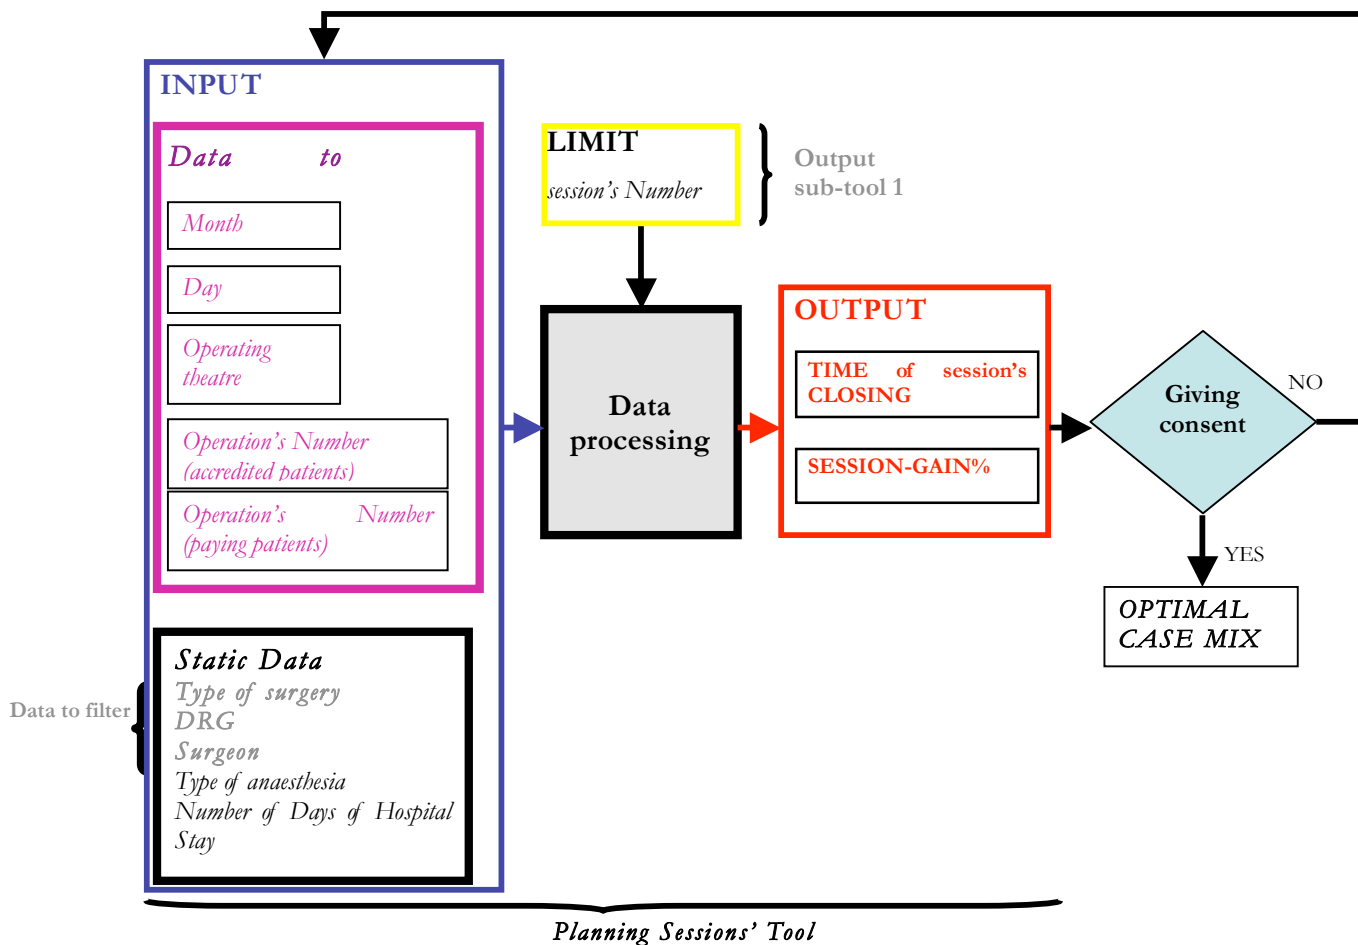 INPUT
Data to
Month
Day
Operating
theatre
Operation's Number
(accredited patients)
Operation's Number
(paying patients)
Static Data
Type of surgery
DRG
Surgeon
Type of anaesthesia
Number of Days of Hospital
Stay
Data to filter
LIMIT
session's Number
Output
sub-tool 1
Data
processing
OUTPUT
TIME of session's
CLOSING
SESSION-GAIN%
Giving
consent
NO
YES
OPTIMAL
CASE MIX
Planning Sessions' Tool